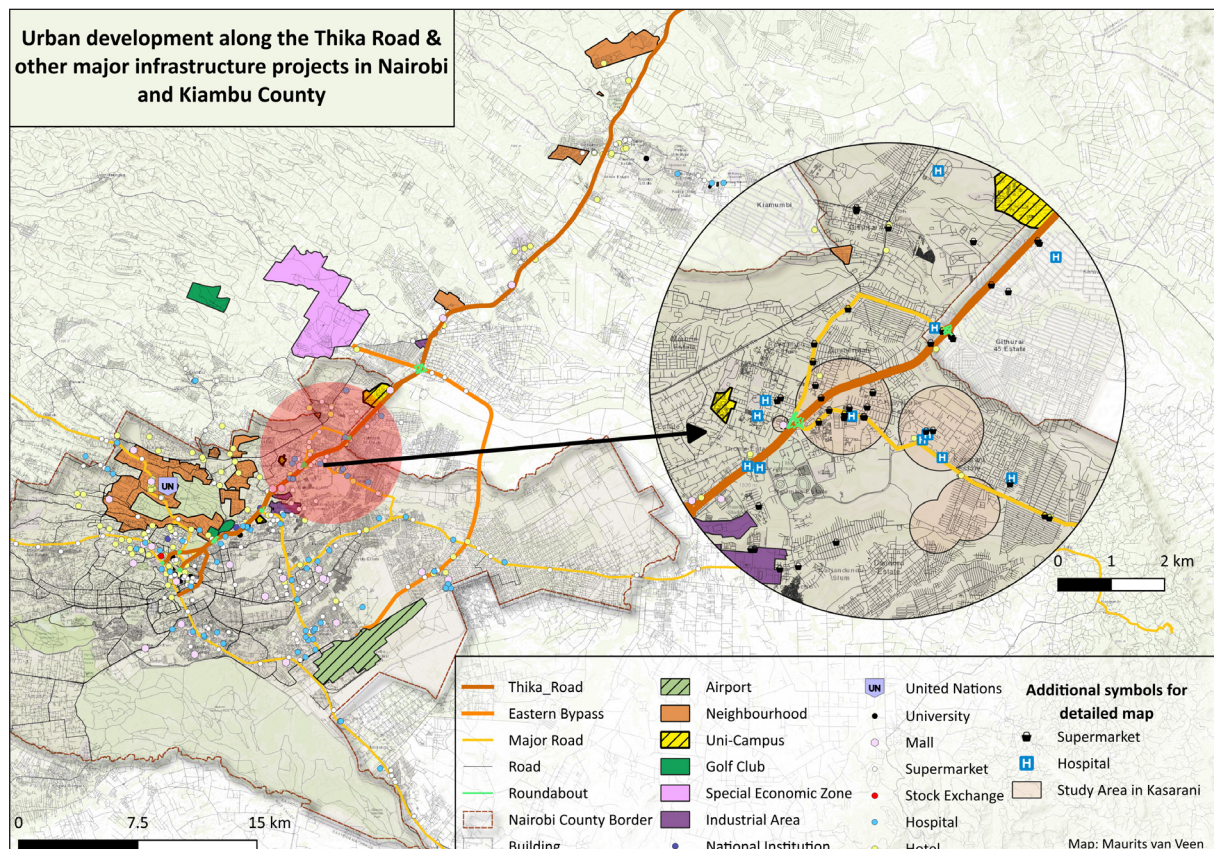 Urban development along the Thika Road &
other major infrastructure projects in Nairobi
and Kiambu County
Kiamumbi
Githurai
45 Estate
UN
H
0 1 2 km
0 7.5 15 km
Thika_Road
Eastern Bypass
Major Road
Road
Roundabout
Nairobi County Border
Building
Airport
Neighbourhood
Uni-Campus
Golf Club
Special Economic Zone
Industrial Area
National Institution
UN United Nations
University
Mall
Supermarket
Stock Exchange
Hospital
Hotel
Additional symbols for
detailed map
Supermarket
H Hospital
Study Area in Kasarani
Map: Maurits van Veen